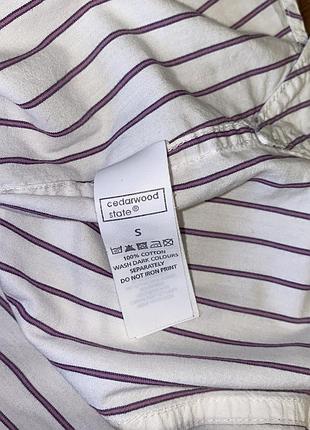 cedarwood
state®
S
100% COTTON
WASH DARK COLOURS
SEPARATELY
DO NOT IRON PRINT